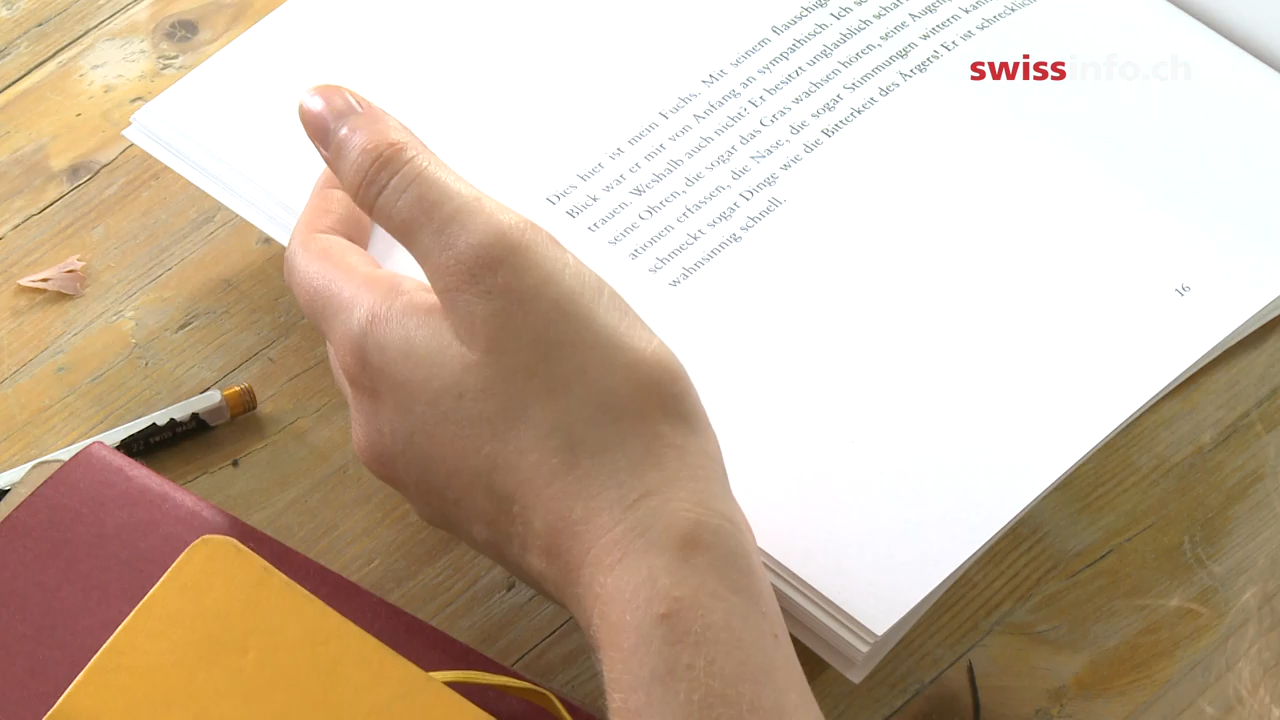 swissinfo.ch
Dies hier ist mein Fuchs. Mit seinem flauschige
Blick war er mir von Anfang an sympathisch. Ich
trauen. Weshalb auch nicht? Er besitzt unglaublich
seine Ohren, die sogar das Gras wachsen hören, seine Augen,
ationen erfassen, die Nase, die sogar Stimmungen wittern kann,
schmeckt sogar Dinge wie die Bitterkeit des Ärgers! Er ist schrecklich
wahnsinnig schnell.
16
SWISS MADE